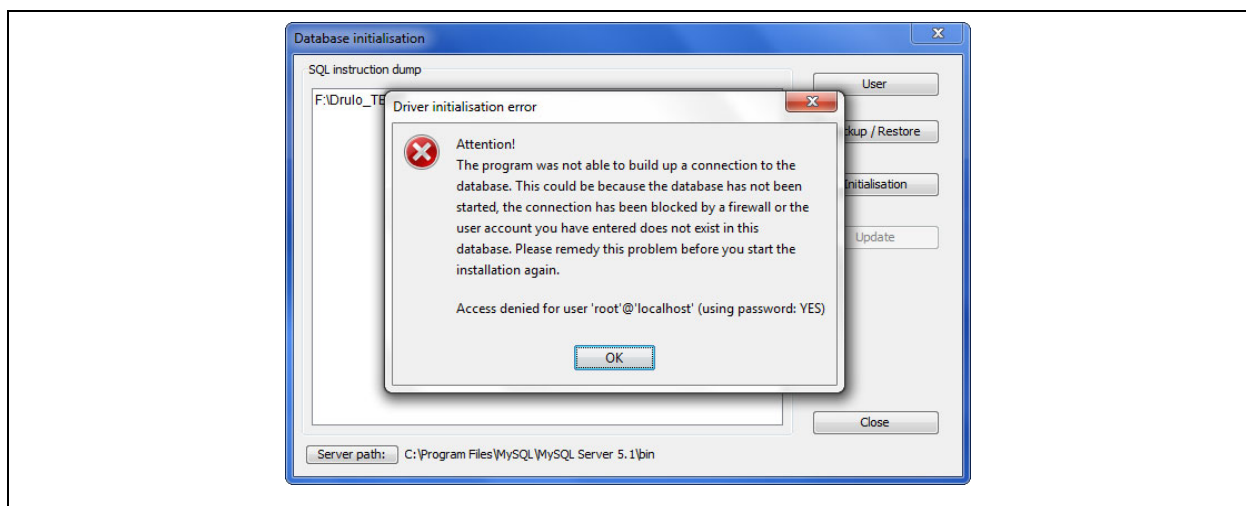 Database initialisation
SQL instruction dump
F:\Drulo_TE
User
ckup / Restore
Initialisation
Update
Driver initialisation error
Attention!
The program was not able to build up a connection to the
database. This could be because the database has not been
started, the connection has been blocked by a firewall or the
user account you have entered does not exist in this
database. Please remedy this problem before you start the
installation again.
Access denied for user 'root'@'localhost' (using password: YES)
OK
Close
Server path: C:\Program Files\MySQL\MySQL Server 5.1\bin